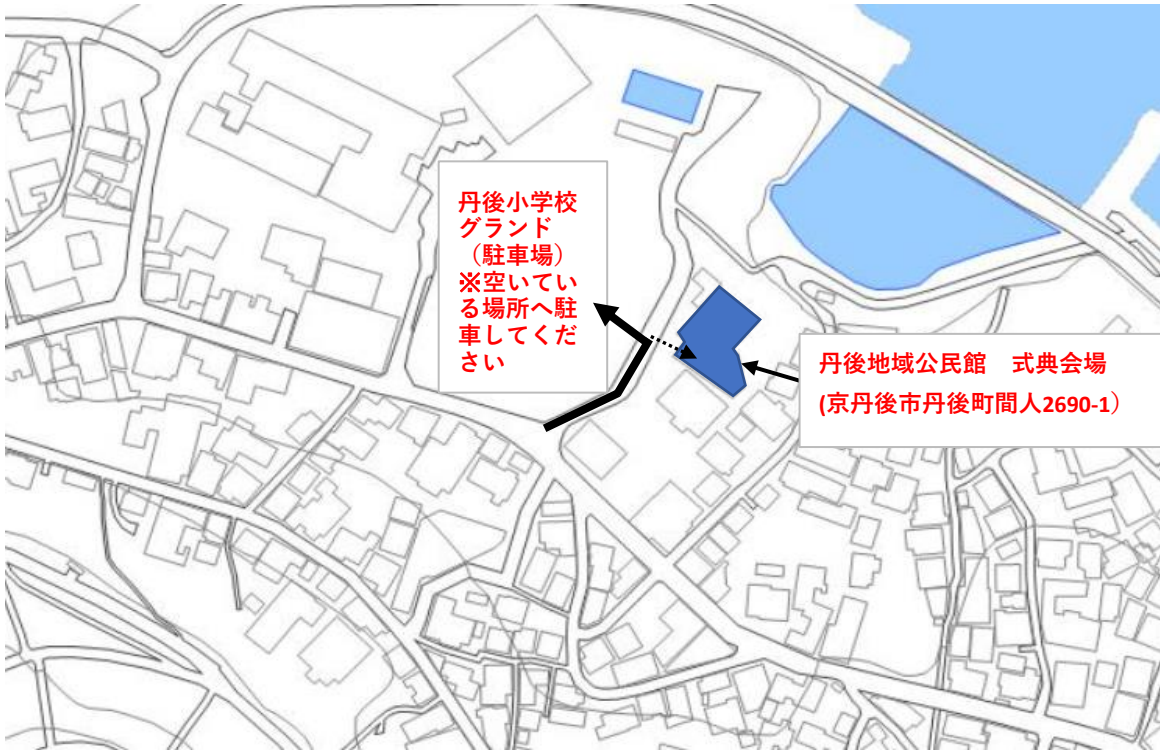 丹後小学校
グランド
（駐車場）
※空いてい
る場所へ駐
車してくだ
さい
丹後地域公民館　式典会場
(京丹後市丹後町間人2690-1）